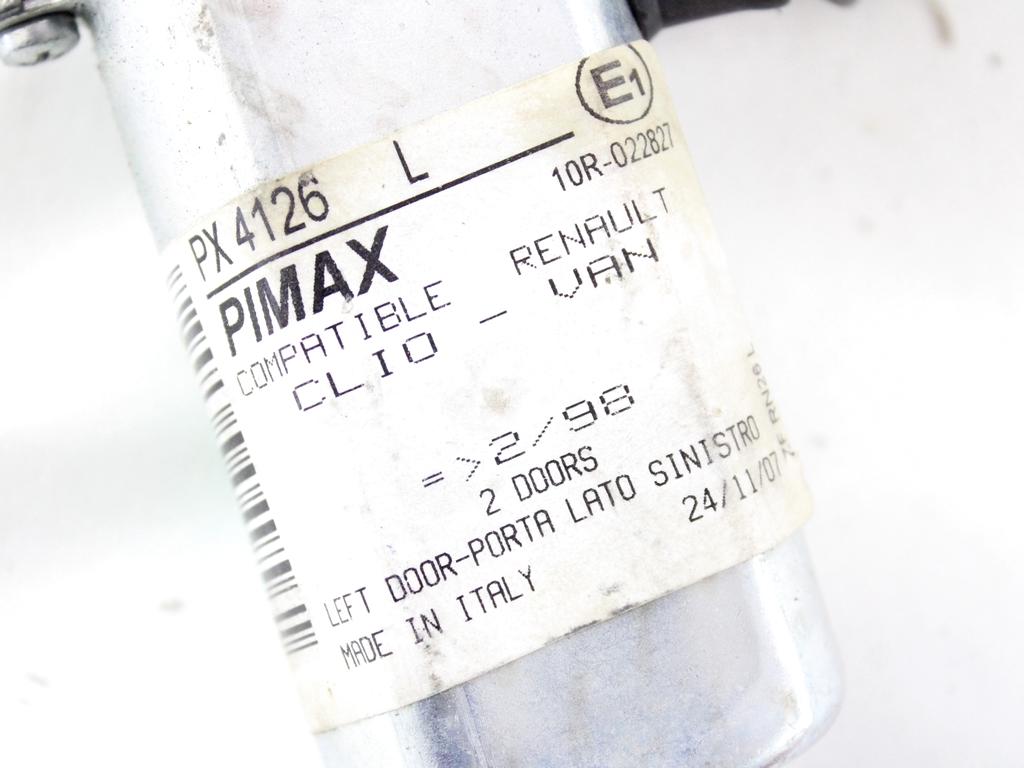 E1
PX 4126 L
10R-022827
PIMAX
COMPATIBLE RENAULT
CLIO - VAN
=>2/98
2 DOORS
LEFT DOOR-PORTA LATO SINISTRO
MADE IN ITALY 24/11/07
RN26 L